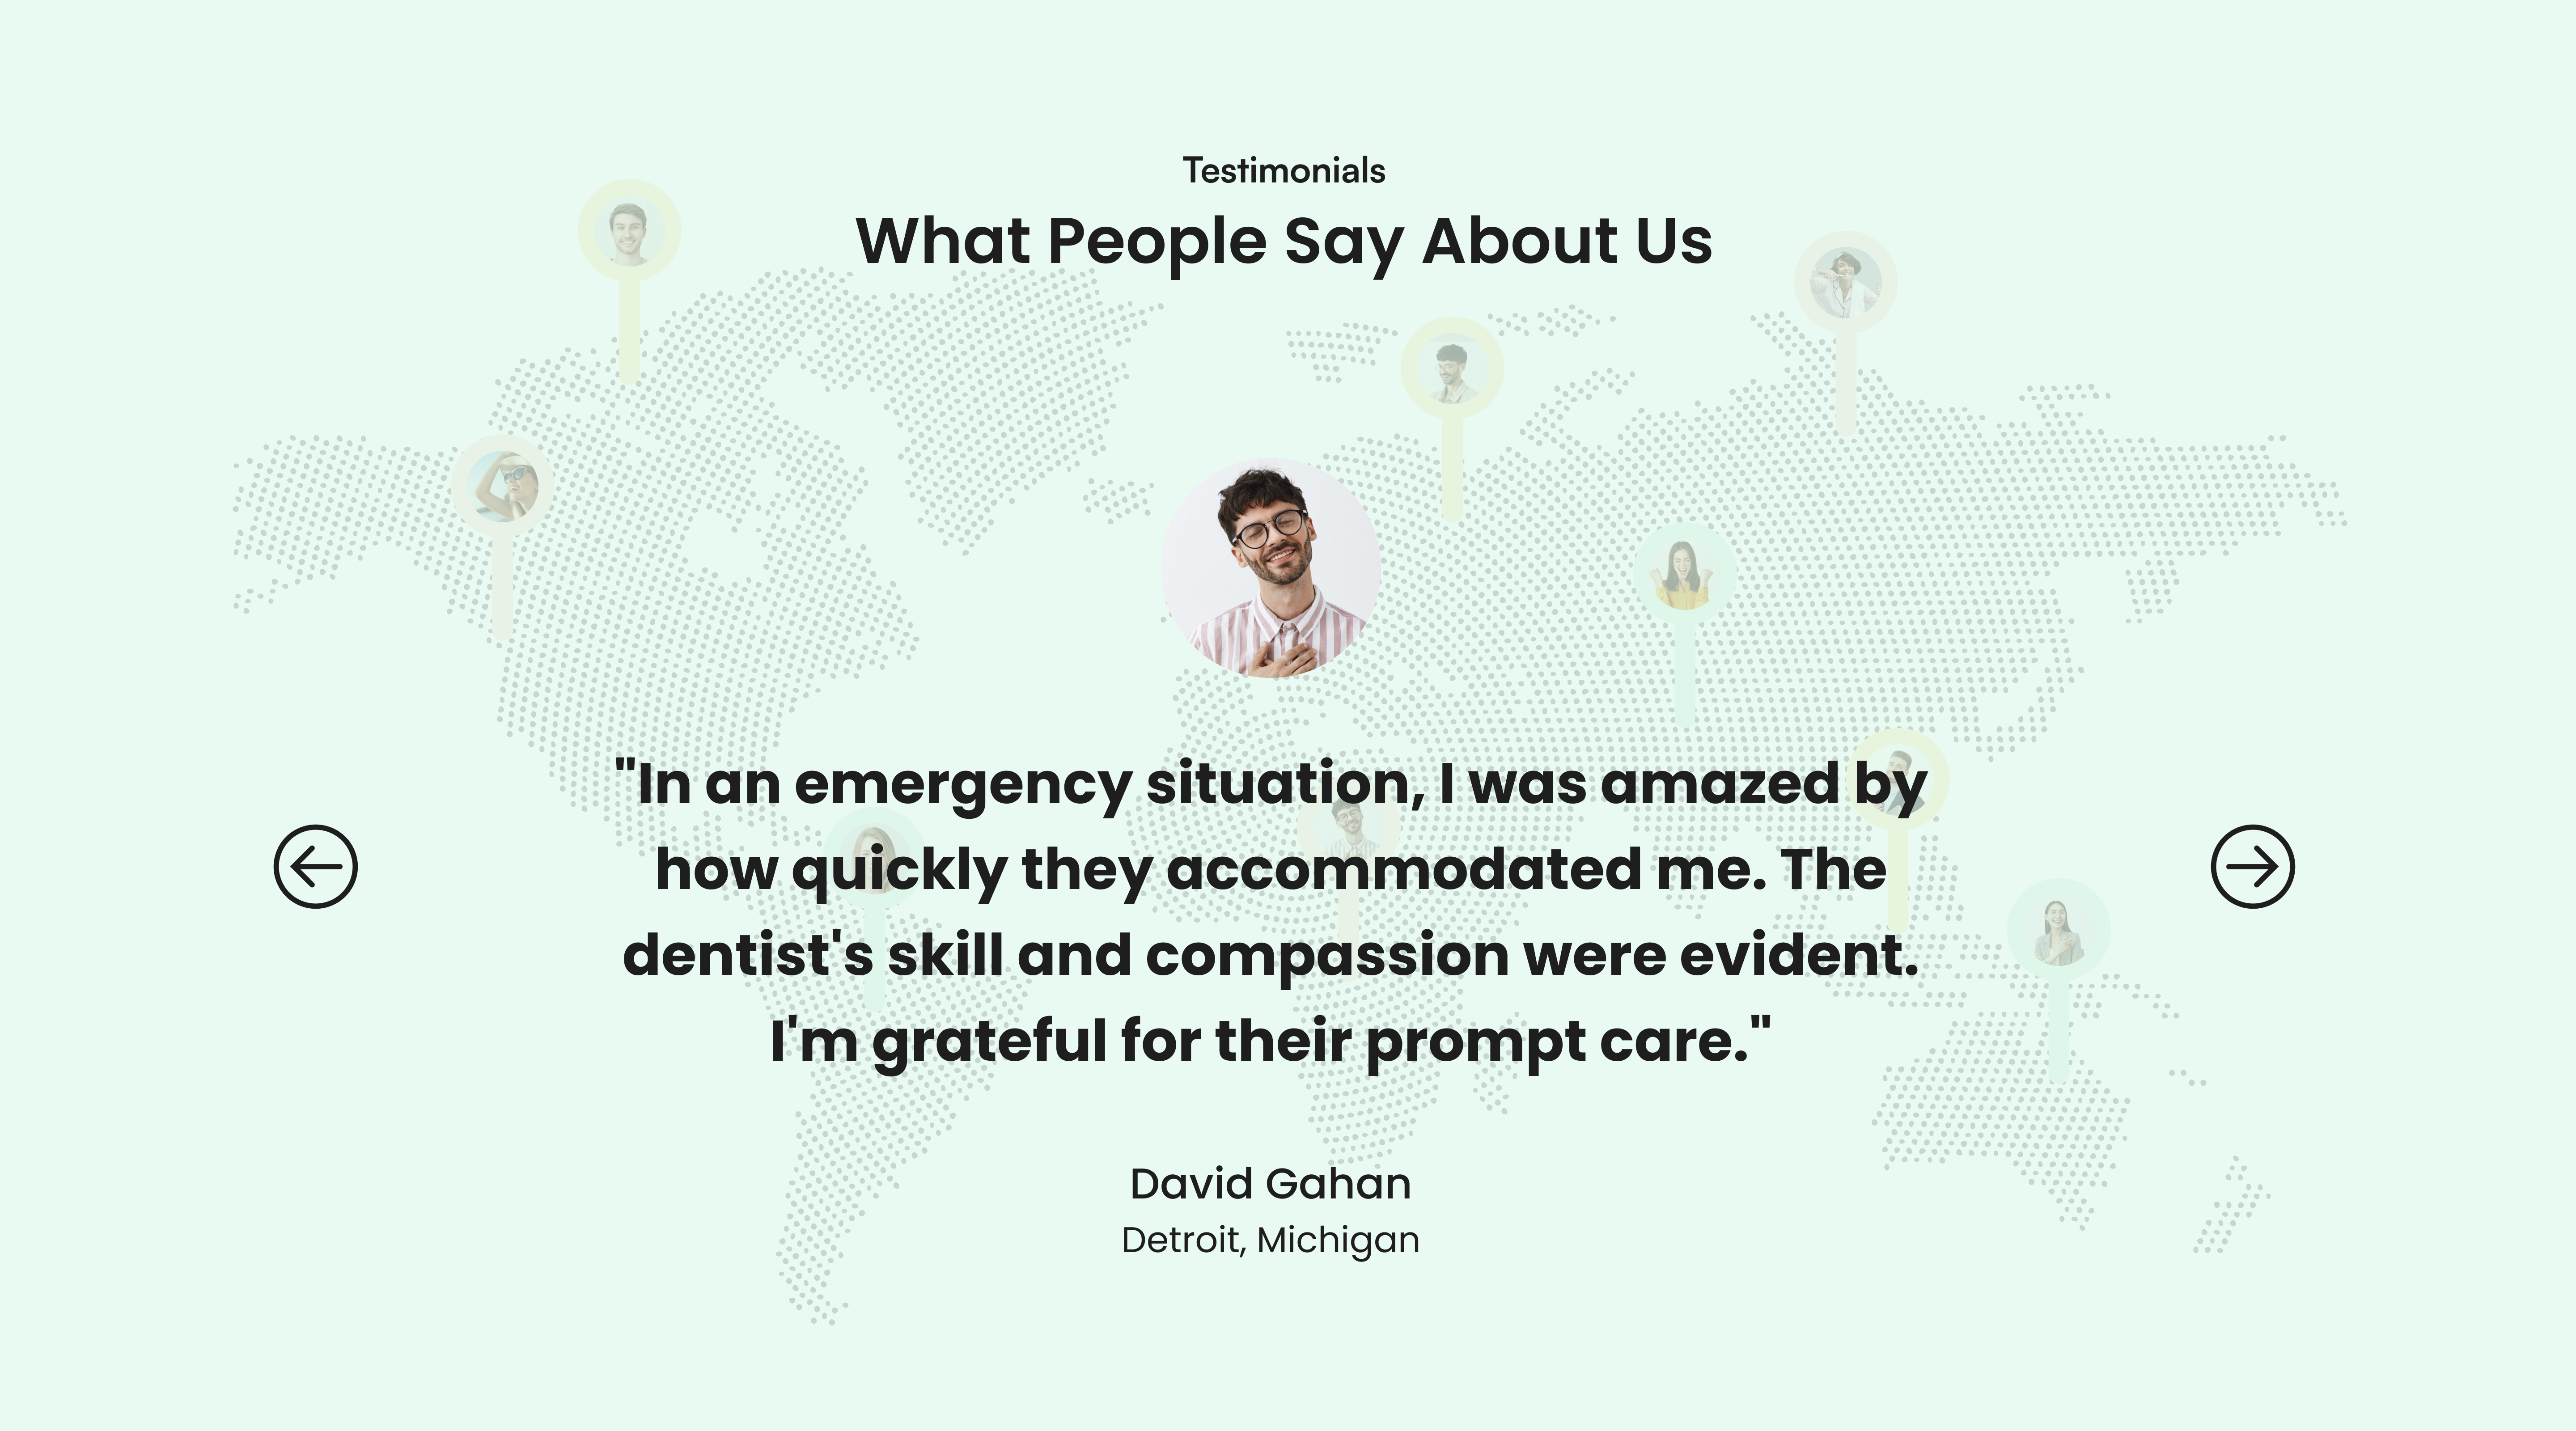 Testimonials
What People Say About Us
"In an emergency situation, I was amazed by
how quickly they accommodated me. The
dentist's skill and compassion were evident.
I'm grateful for their prompt care."
David Gahan
Detroit, Michigan